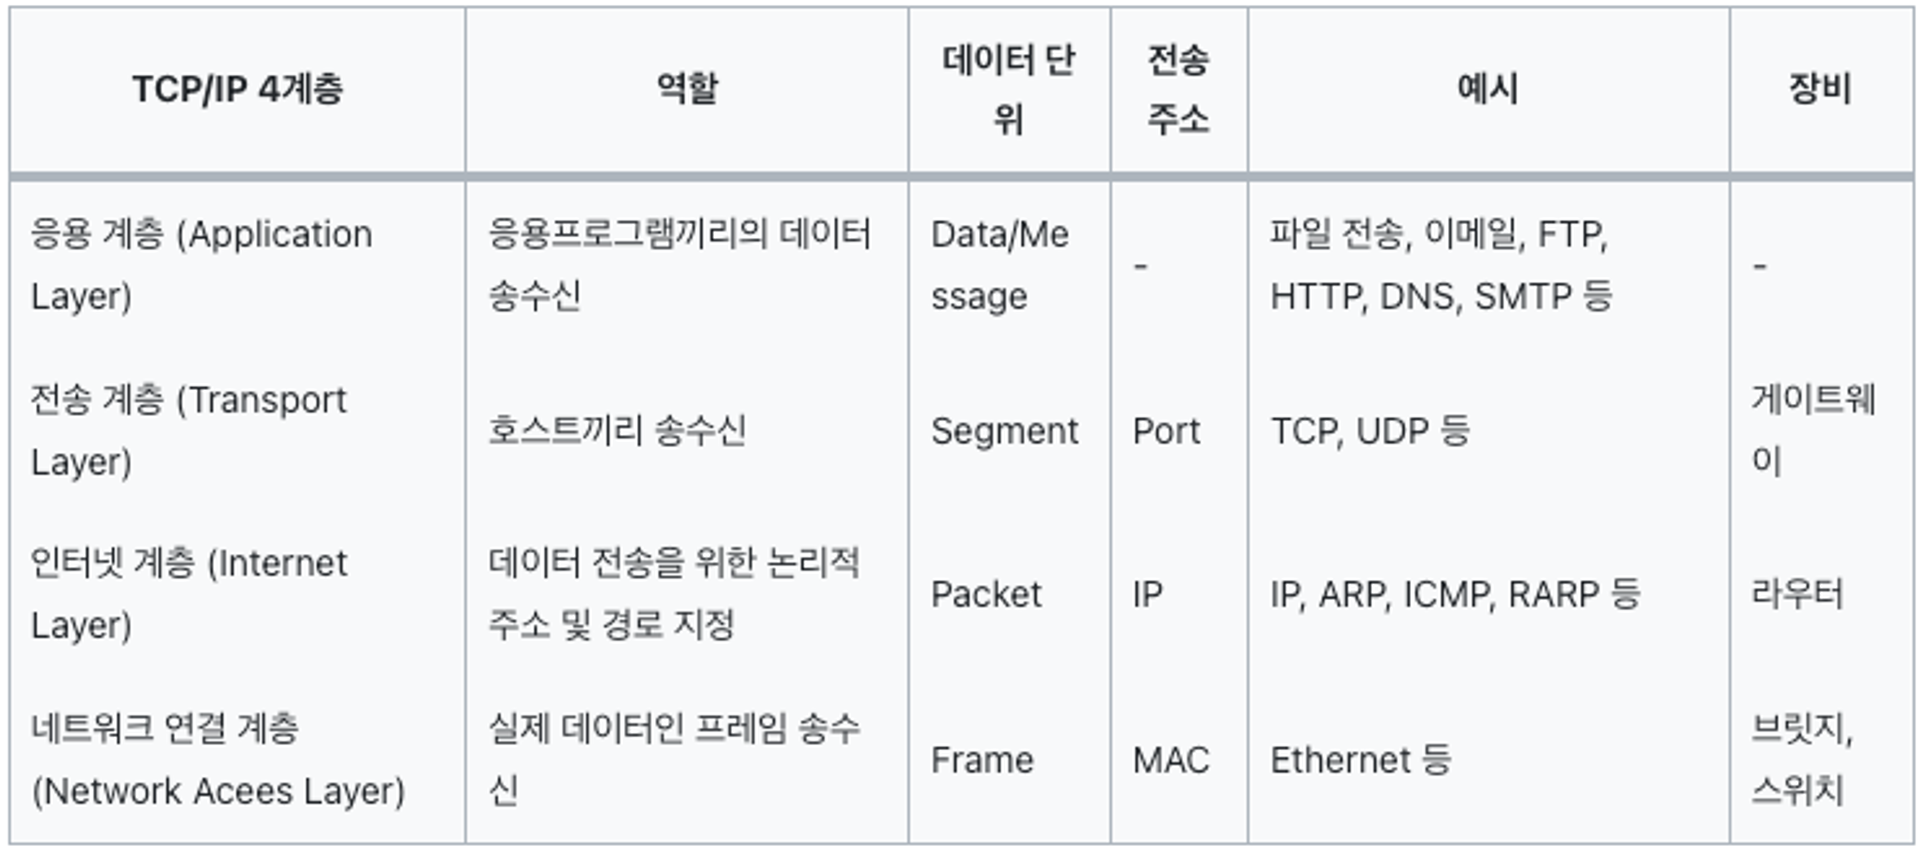 TCP/IP 4계층
역할
데이터 단
위
전송
주소
예시
장비
응용 계층 (Application
Layer)
응용프로그램끼리의 데이터
송수신
Data/Me
ssage
-
파일 전송, 이메일, FTP,
HTTP, DNS, SMTP 등
-
전송 계층 (Transport
Layer)
호스트끼리 송수신
Segment
Port
TCP, UDP 등
게이트웨
이
인터넷 계층 (Internet
Layer)
데이터 전송을 위한 논리적
주소 및 경로 지정
Packet
IP
IP, ARP, ICMP, RARP 등
라우터
네트워크 연결 계층
(Network Acees Layer)
실제 데이터인 프레임 송수
신
Frame
MAC
Ethernet 등
브릿지,
스위치